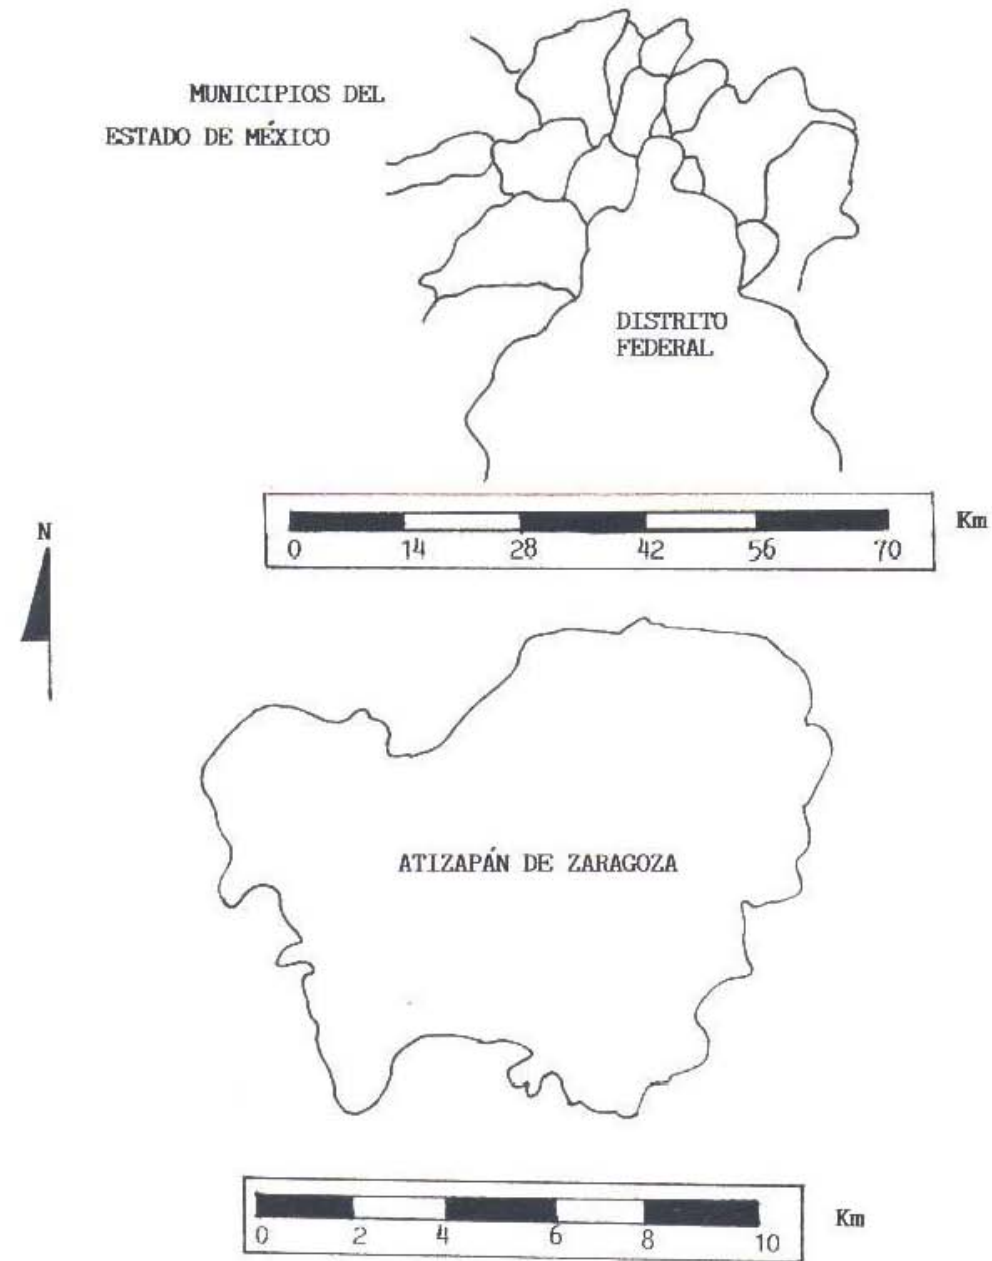 MUNICIPIOS DEL
ESTADO DE MÉXICO
DISTRITO
FEDERAL
Km
0 14 28 42 56 70
N
ATIZAPÁN DE ZARAGOZA
Km
0 2 4 6 8 10